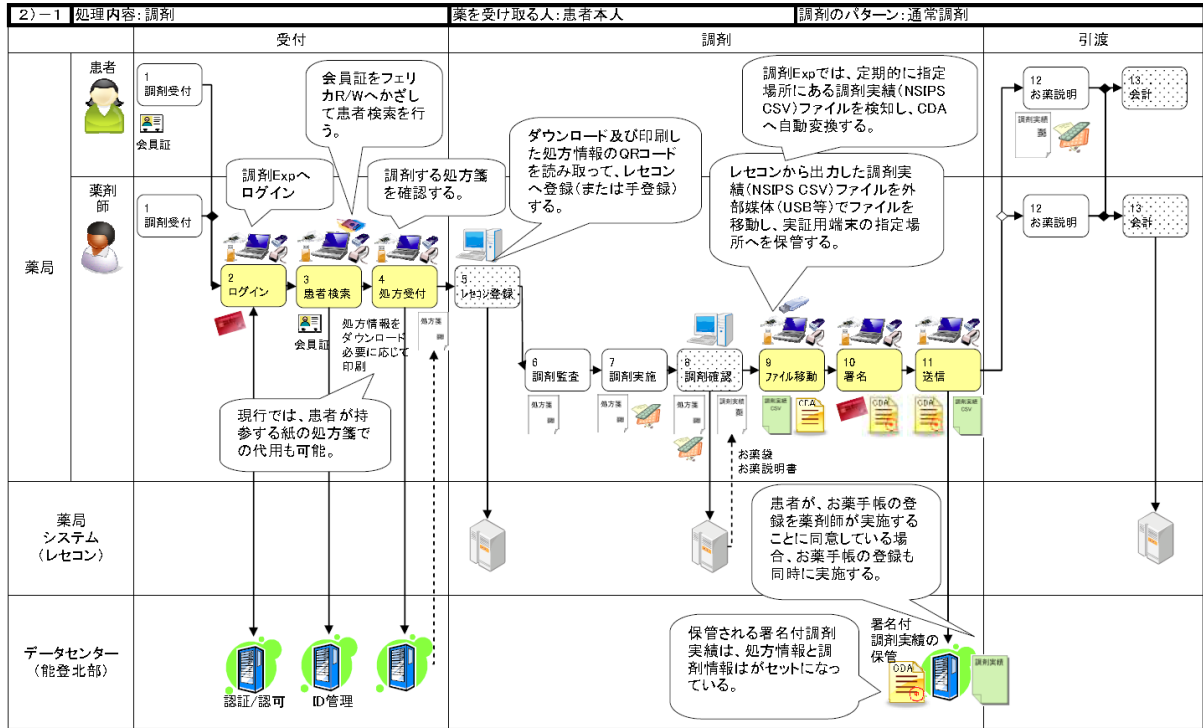 2)－1
処理内容:調剤
薬を受け取る人:患者本人
調剤のパターン:通常調剤
受付
調剤
引渡
薬局
患者
1
調剤受付
会員証
会員証をフェリ
カR/Wへかざし
て患者検索を行
う。
調剤Expでは、定期的に指定
場所にある調剤実績(NSIPS
CSV)ファイルを検知し、CDA
へ自動変換する。
12
お薬説明
調剤実績
13
会計
薬剤
師
1
調剤受付
調剤Expへ
ログイン
調剤する処方箋
を確認する。
ダウンロード及び印刷し
た処方情報のQRコード
を読み取って、レセコン
へ登録(または手登録)
する。
レセコンから出力した調剤実
績(NSIPS CSV)ファイルを外
部媒体(USB等)でファイルを
移動し、実証用端末の指定場
所へを保管する。
12
お薬説明
13
会計
2
ログイン
3
患者検索
4
処方受付
5
レセコン登録
会員証
処方情報を
ダウンロード
必要に応じて
印刷
処方箋
6
調剤監査
7
調剤実施
8
調剤確認
9
ファイル移動
10
署名
11
送信
処方箋
処方箋
処方箋
調剤実績
調剤実績
CSV
CDA
CDA
CDA
調剤実績
CSV
現行では、患者が持
参する紙の処方箋で
の代用も可能。
お薬袋
お薬説明書
薬局
システム
(レセコン)
患者が、お薬手帳の登
録を薬剤師が実施する
ことに同意している場
合、お薬手帳の登録も
同時に実施する。
データセンター
(能登北部)
認証/認可
ID管理
保管される署名付調剤
実績は、処方情報と調
剤情報はがセットになっ
ている。
署名付
調剤実績の
保管
CDA
調剤実績